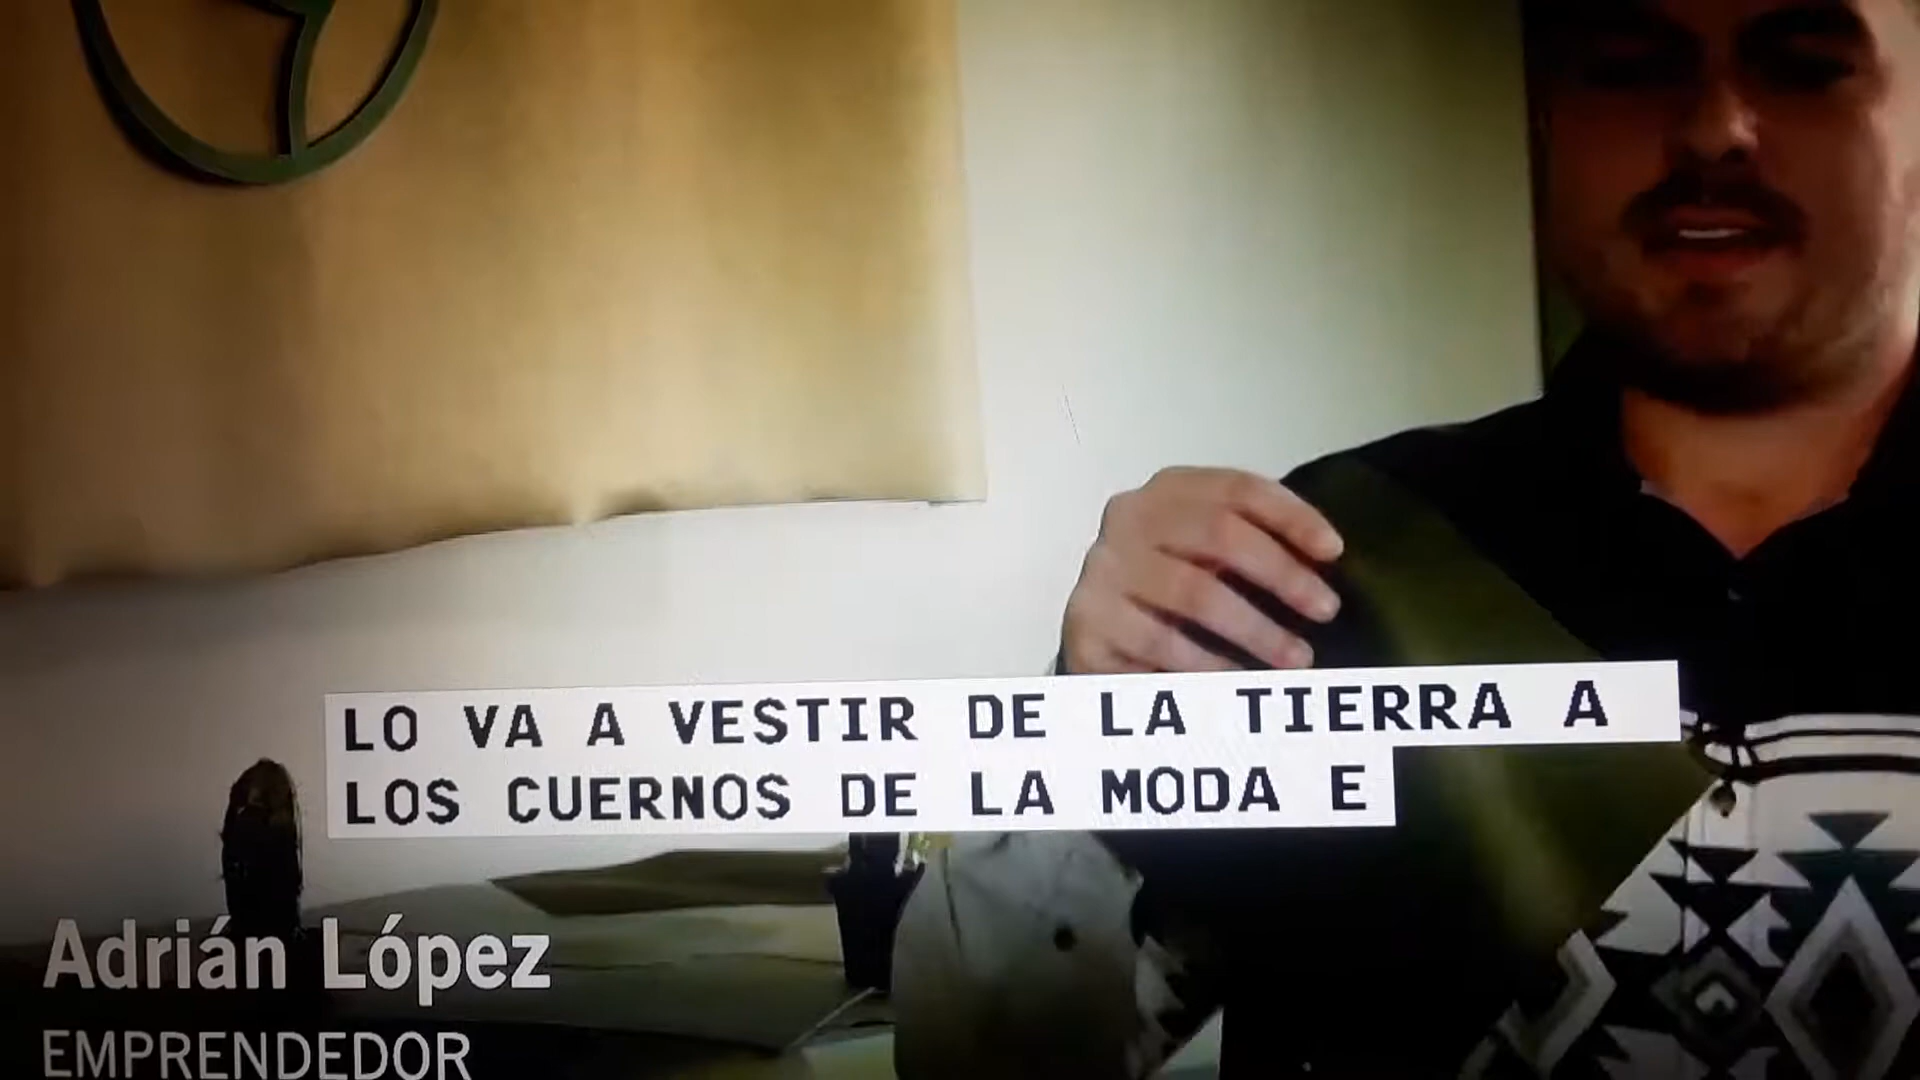 LO VA A VESTIR DE LA TIERRA A
LOS CUERNOS DE LA MODA E
Adrián López
EMPRENDEDOR